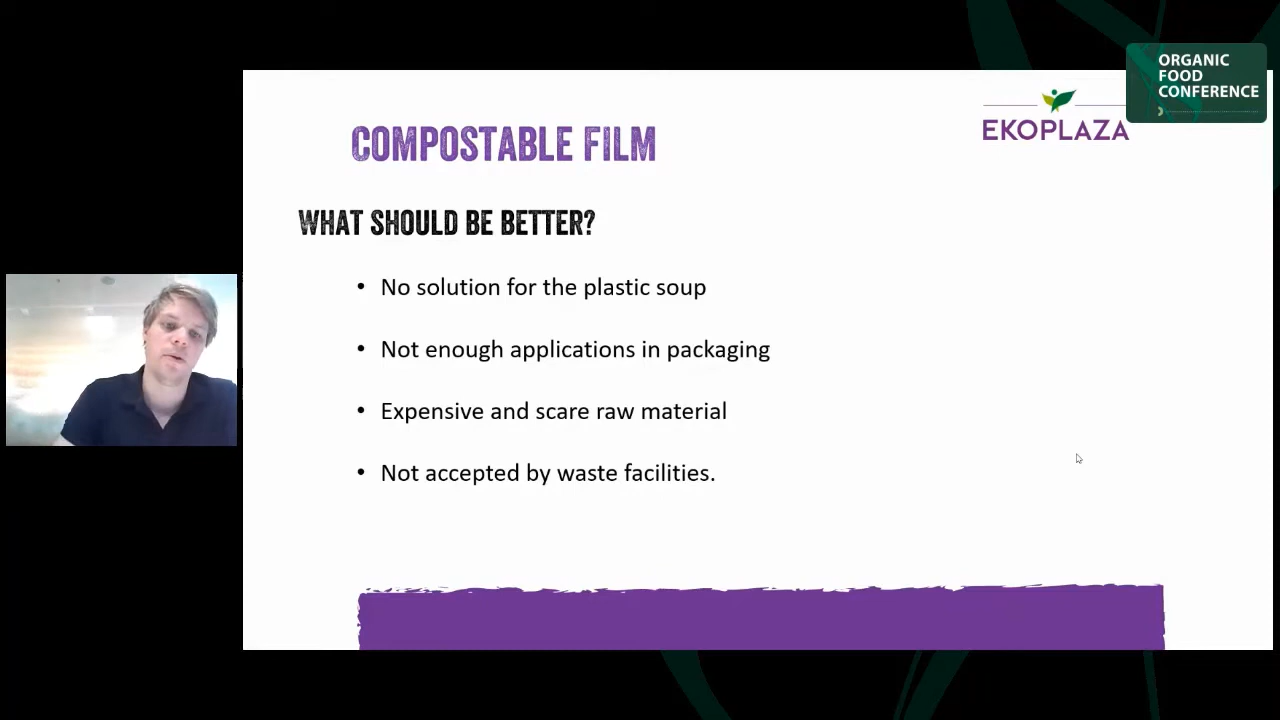 ORGANIC
FOOD
CONFERENCE
EKOPLAZA
COMPOSTABLE FILM
WHAT SHOULD BE BETTER?
• No solution for the plastic soup
• Not enough applications in packaging
• Expensive and scare raw material
• Not accepted by waste facilities.